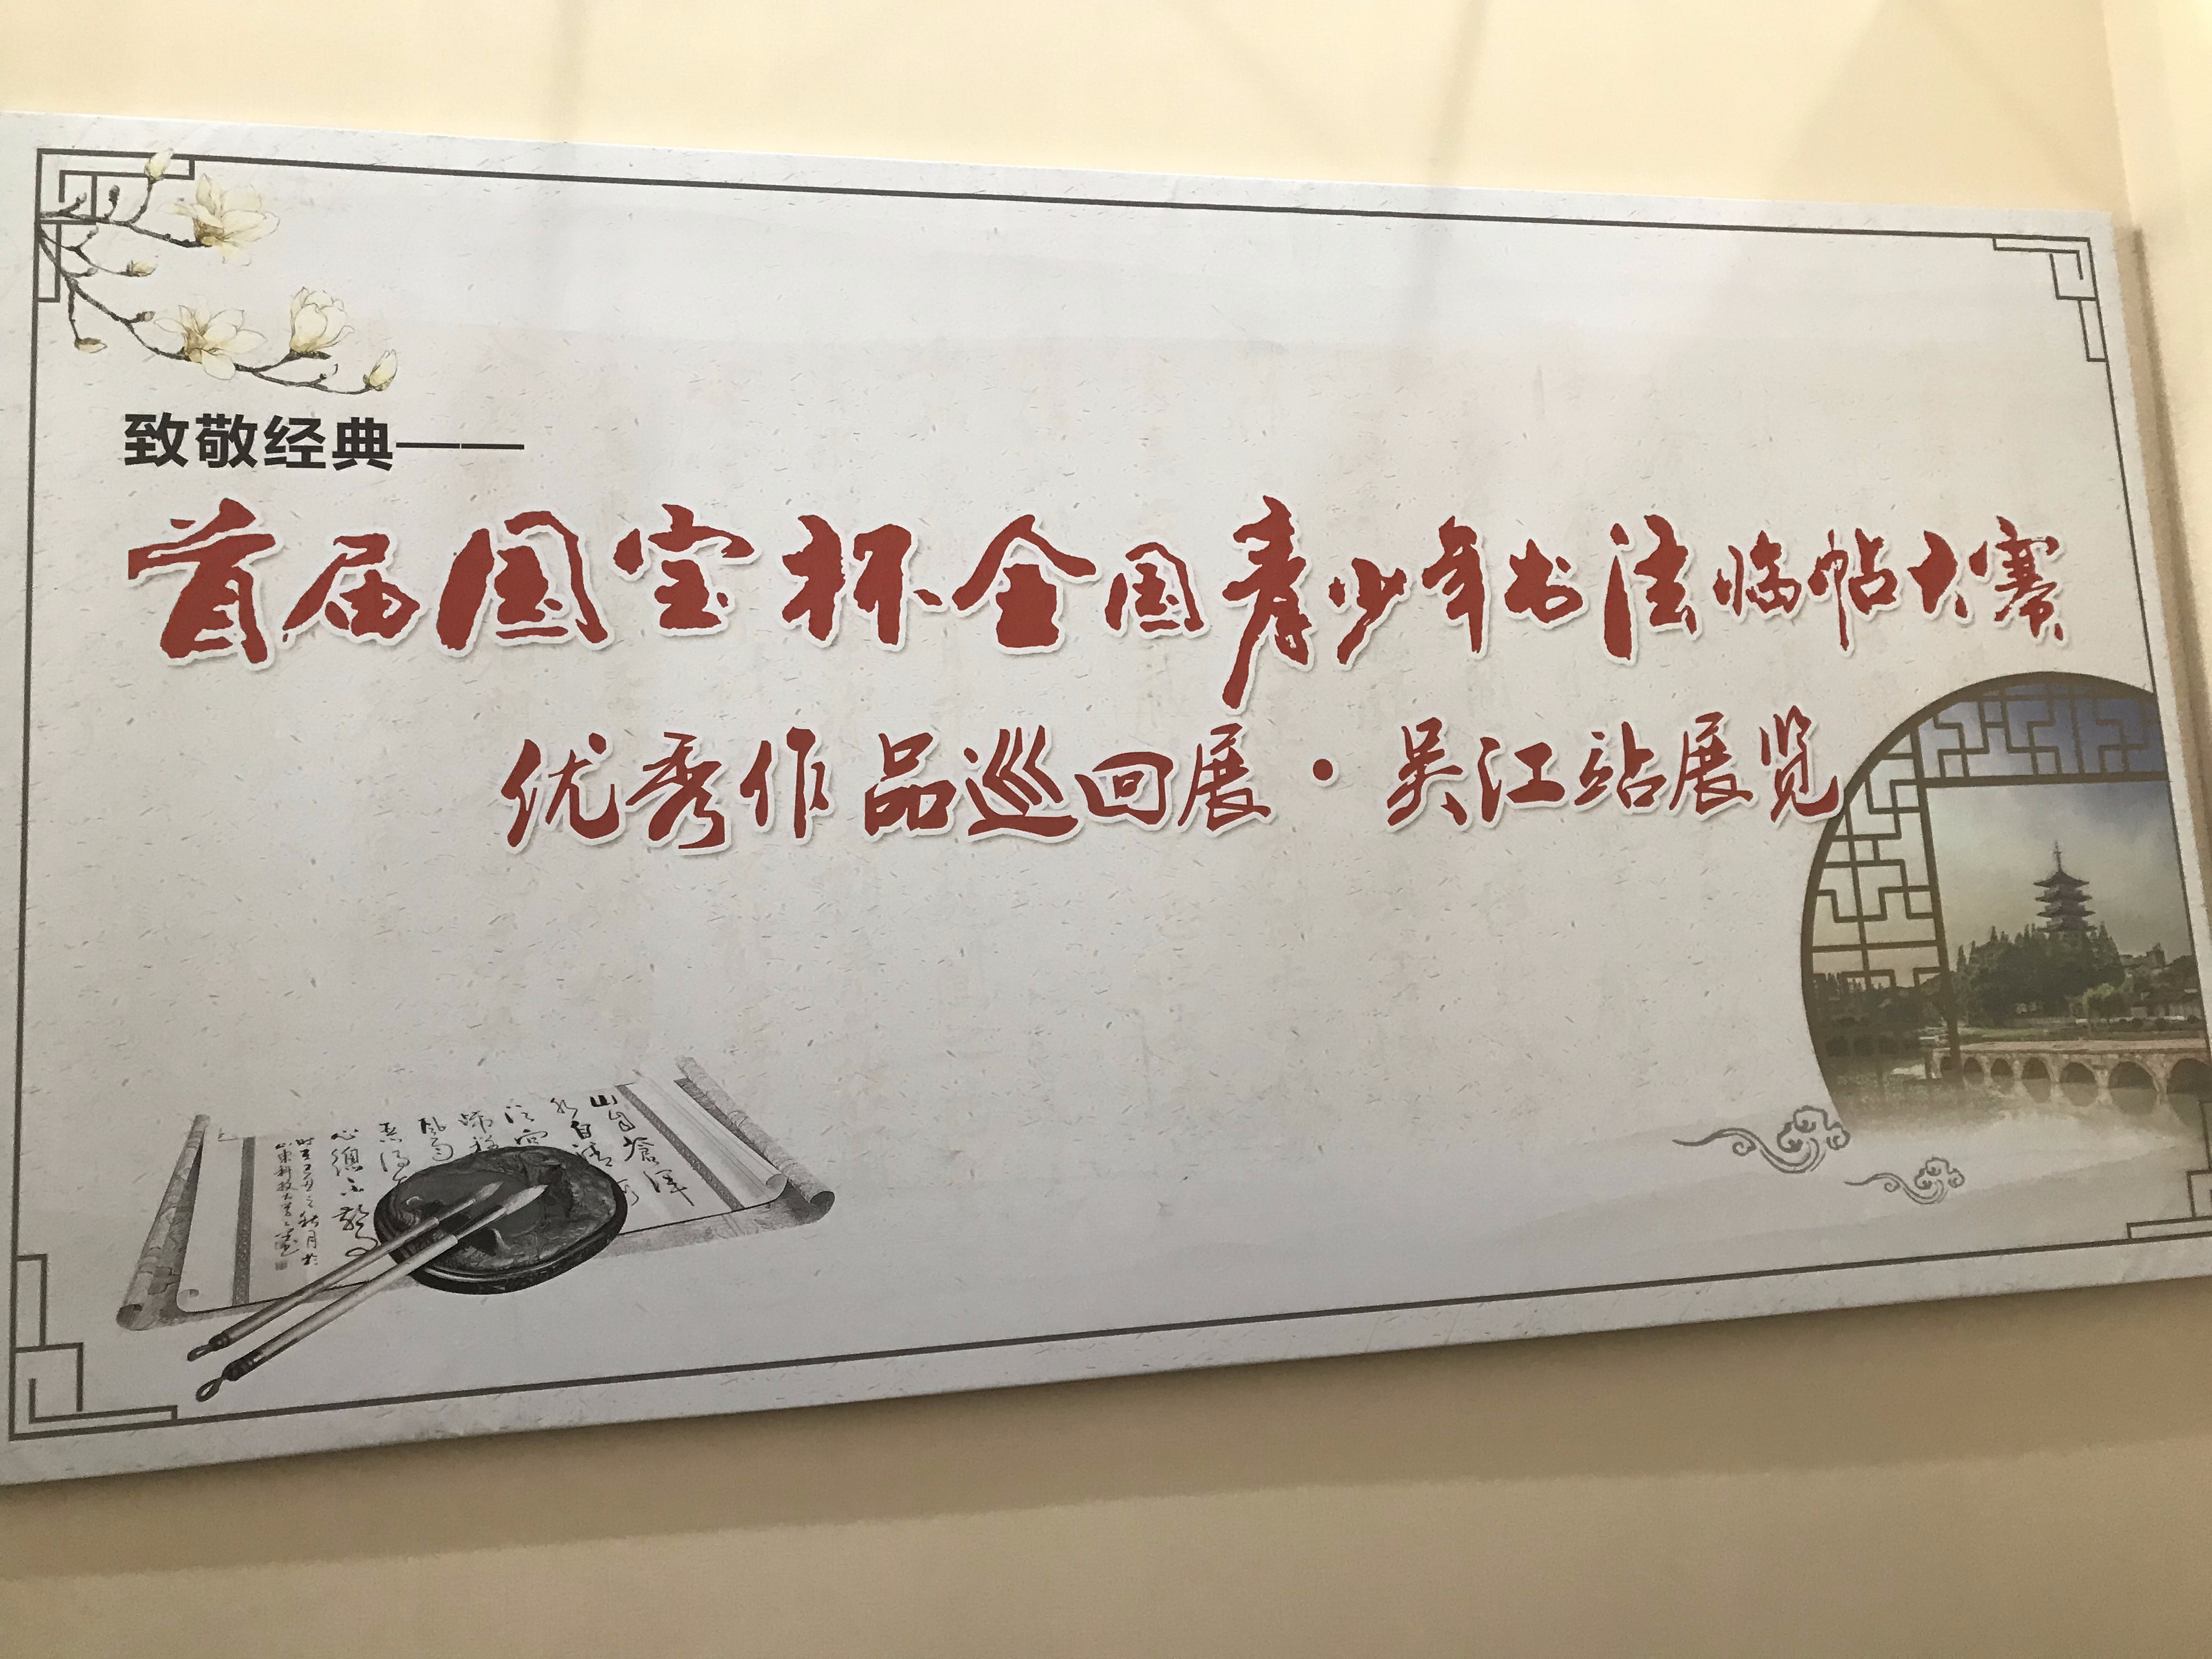 致敬经典——
首届国宝杯全国青少年书法临帖大赛
优秀作品巡回展·吴江站展览